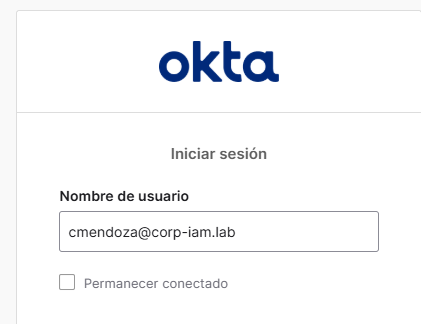 okta
Iniciar sesión
Nombre de usuario
cmendoza@corp-iam.lab
Permanecer conectado